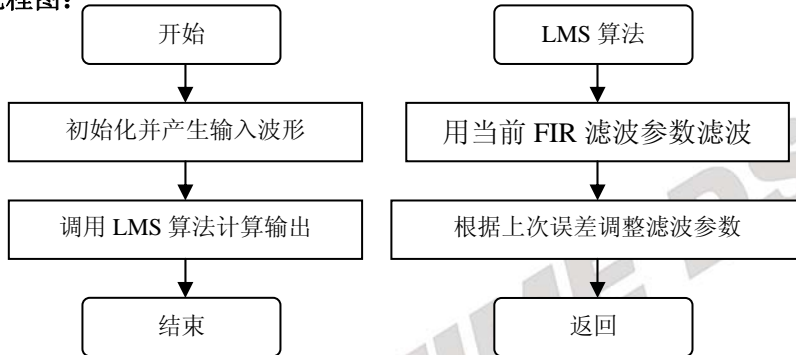 程图:
开始
初始化并产生输入波形
调用 LMS 算法计算输出
结束
LMS 算法
用当前 FIR 滤波参数滤波
根据上次误差调整滤波参数
返回